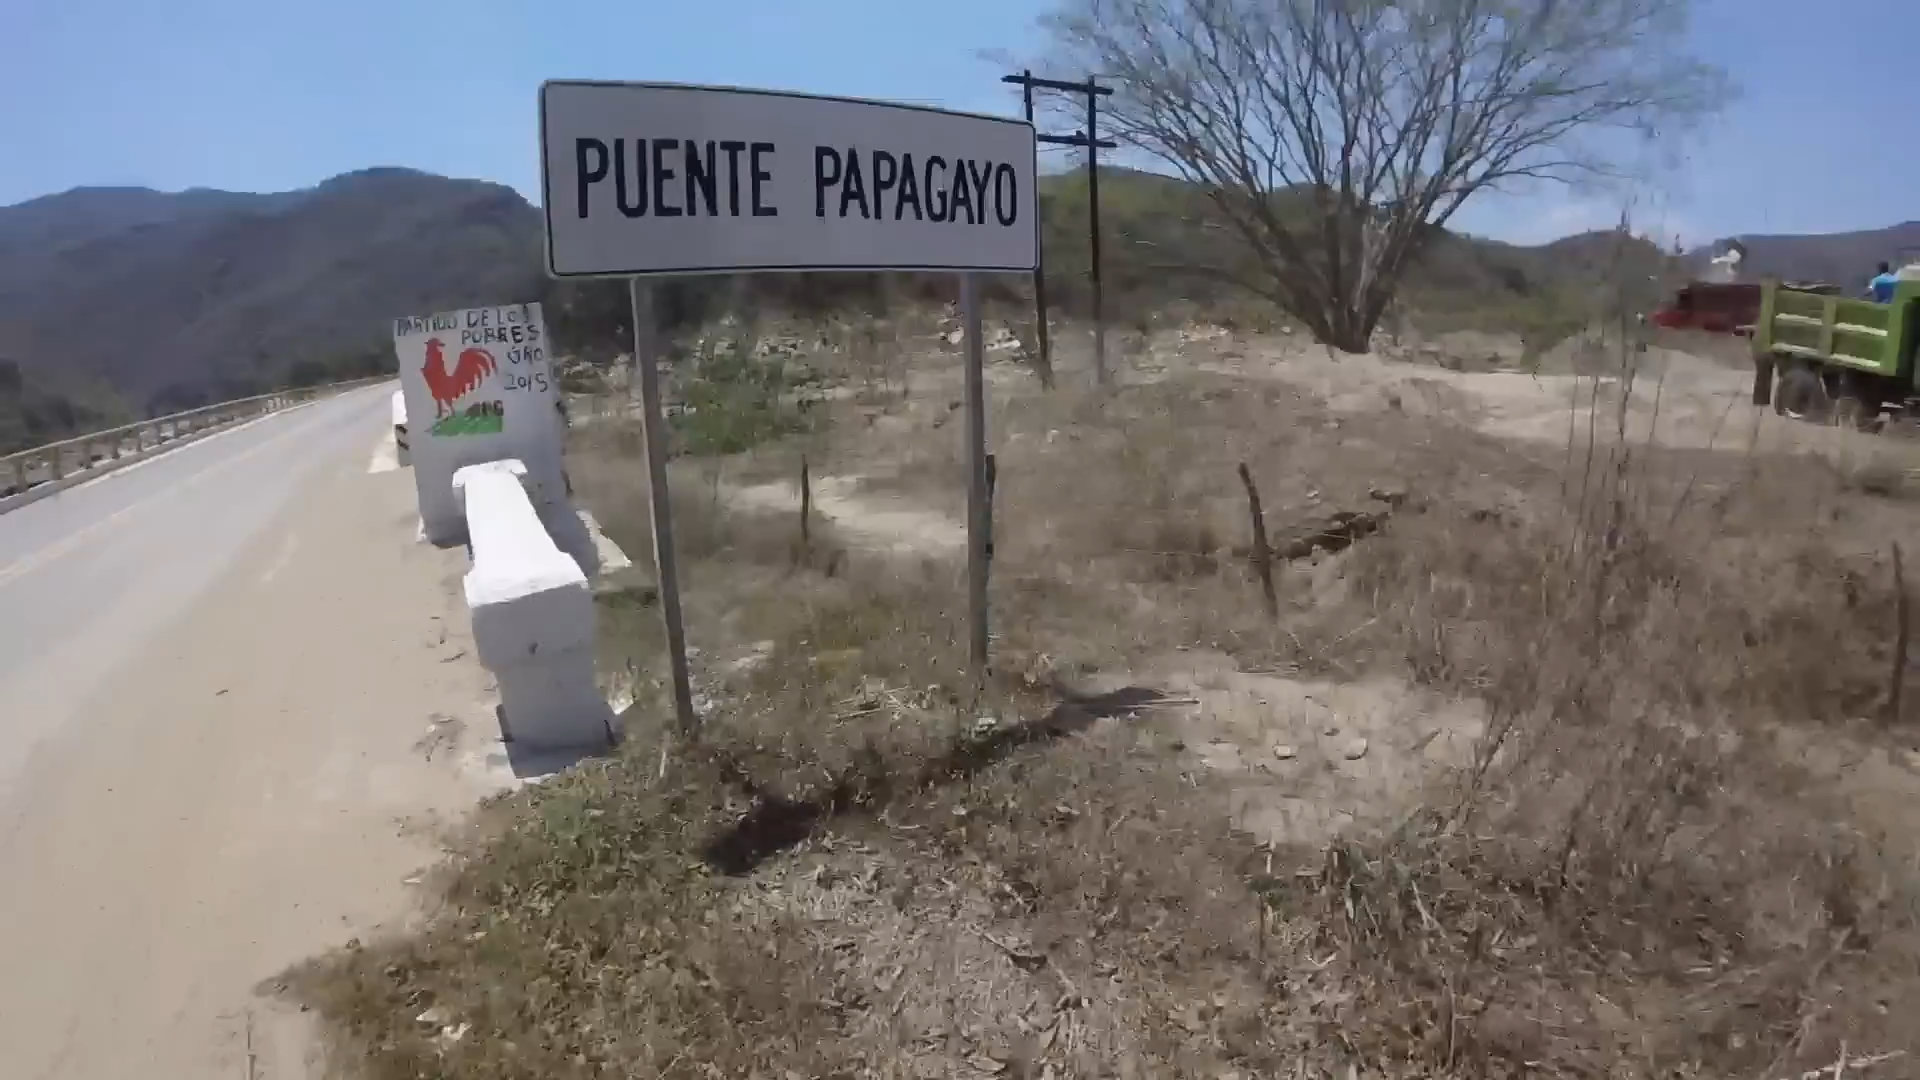 PUENTE PAPAGAYO
PARTIDO DE LOS
POBRES
GRO
2015